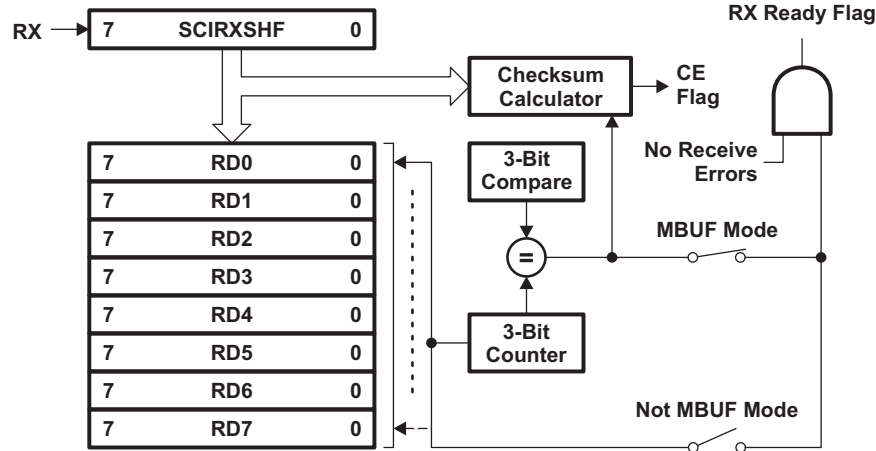 RX Ready Flag
RX 7 SCIRXSHF 0
Checksum
Calculator
CE
Flag
No Receive
Errors
7 RD0 0
7 RD1 0
7 RD2 0
7 RD3 0
7 RD4 0
7 RD5 0
7 RD6 0
7 RD7 0
3-Bit
Compare
MBUF Mode
=
3-Bit
Counter
Not MBUF Mode